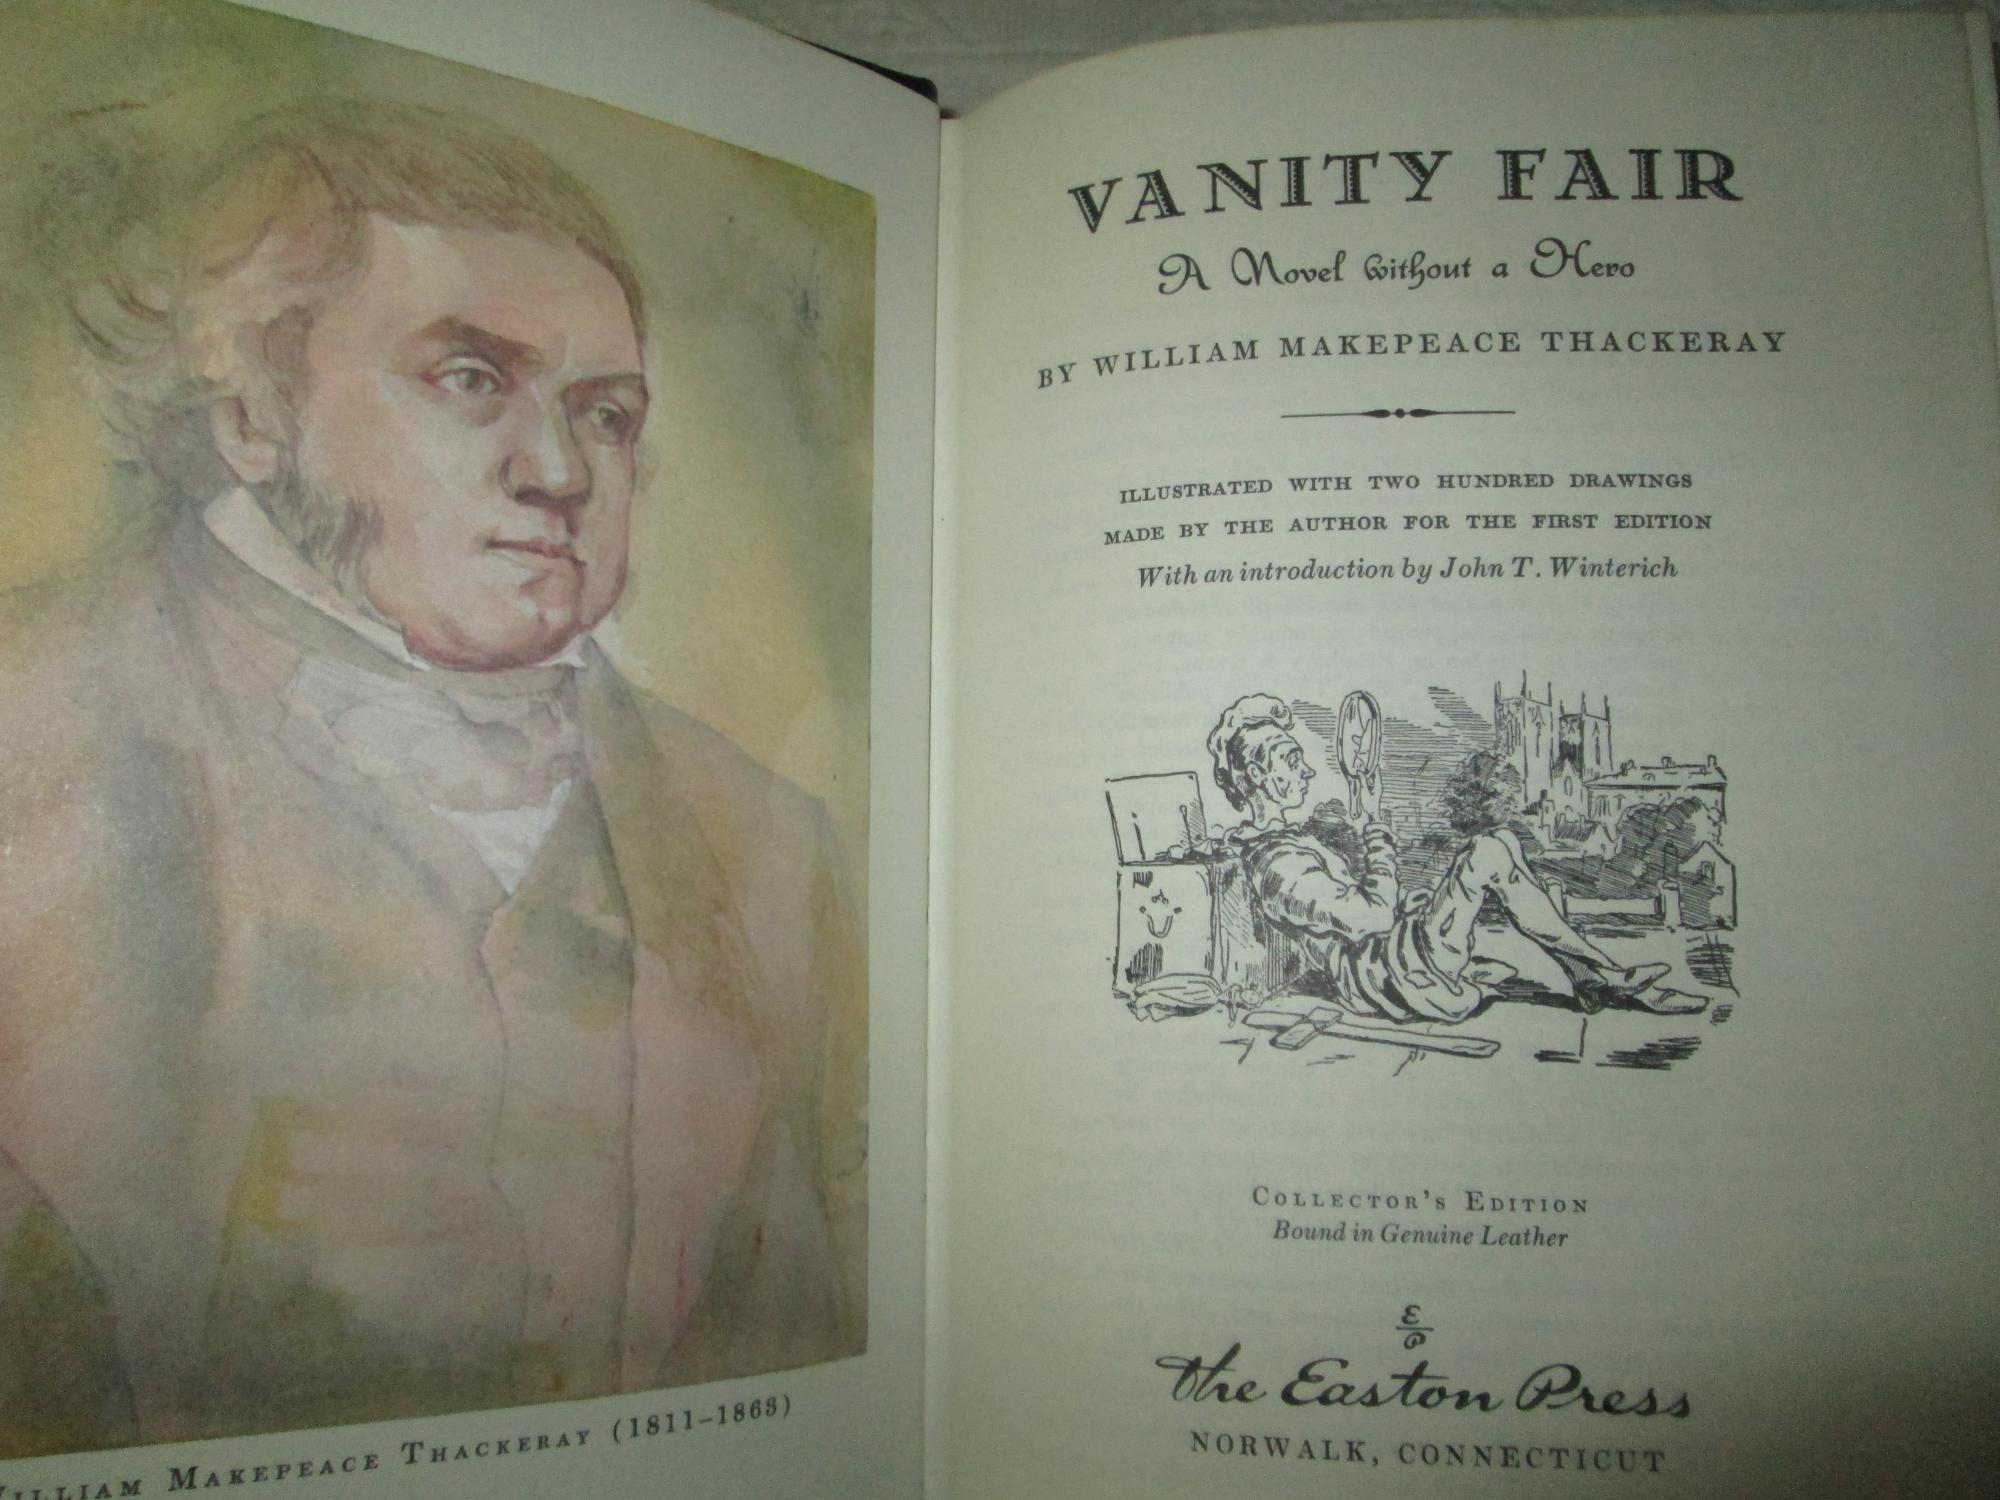 WILLIAM MAKEPEACE THACKERAY (1811–1863)
VANITY FAIR
A Novel without a Hero
BY WILLIAM MAKEPEACE THACKERAY
ILLUSTRATED WITH TWO HUNDRED DRAWINGS
MADE BY THE AUTHOR FOR THE FIRST EDITION
With an introduction by John T. Winterich
COLLECTOR'S EDITION
Bound in Genuine Leather
E
P
The Easton Press
NORWALK, CONNECTICUT